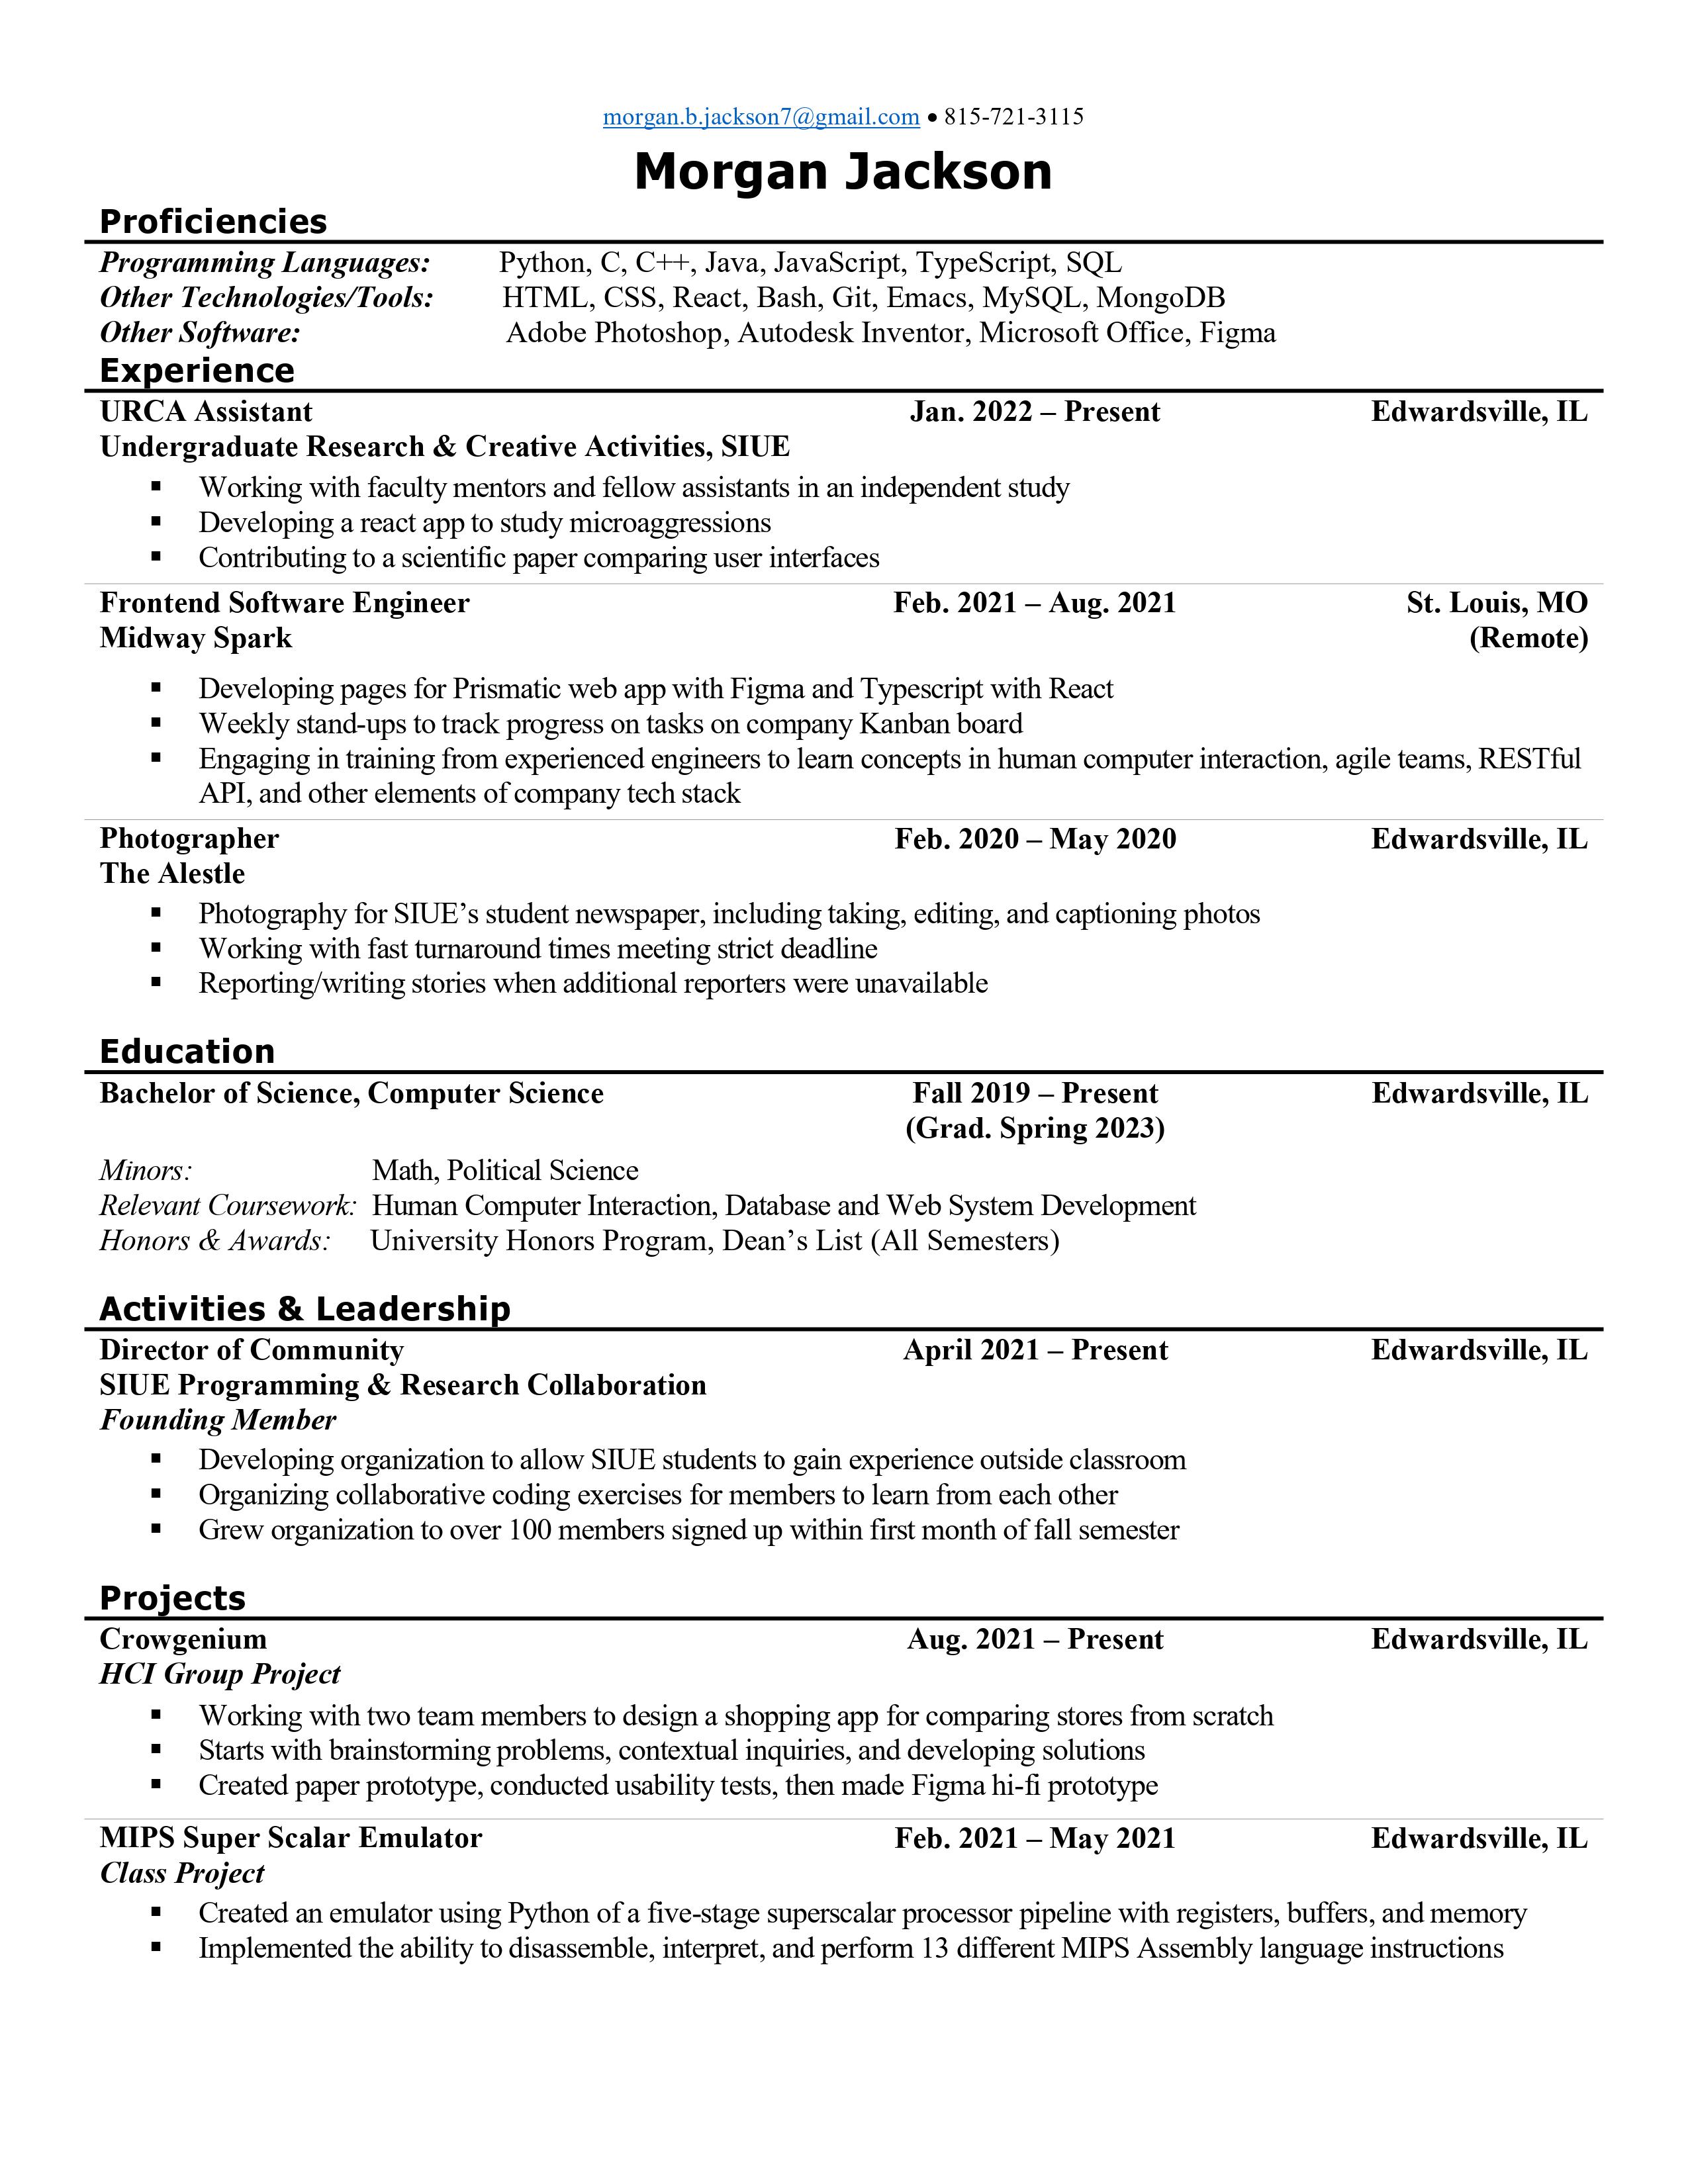 morgan.b.jackson7@gmail.com • 815-721-3115
Morgan Jackson
Proficiencies
Programming Languages: Python, C, C++, Java, JavaScript, TypeScript, SQL
Other Technologies/Tools: HTML, CSS, React, Bash, Git, Emacs, MySQL, MongoDB
Other Software: Adobe Photoshop, Autodesk Inventor, Microsoft Office, Figma
Experience
URCA Assistant Jan. 2022 – Present Edwardsville, IL
Undergraduate Research & Creative Activities, SIUE
▪ Working with faculty mentors and fellow assistants in an independent study
▪ Developing a react app to study microaggressions
▪ Contributing to a scientific paper comparing user interfaces
Frontend Software Engineer Feb. 2021 – Aug. 2021 St. Louis, MO
Midway Spark (Remote)
▪ Developing pages for Prismatic web app with Figma and Typescript with React
▪ Weekly stand-ups to track progress on tasks on company Kanban board
▪ Engaging in training from experienced engineers to learn concepts in human computer interaction, agile teams, RESTful
API, and other elements of company tech stack
Photographer Feb. 2020 – May 2020 Edwardsville, IL
The Alestle
▪ Photography for SIUE’s student newspaper, including taking, editing, and captioning photos
▪ Working with fast turnaround times meeting strict deadline
▪ Reporting/writing stories when additional reporters were unavailable
Education
Bachelor of Science, Computer Science Fall 2019 – Present Edwardsville, IL
(Grad. Spring 2023)
Minors: Math, Political Science
Relevant Coursework: Human Computer Interaction, Database and Web System Development
Honors & Awards: University Honors Program, Dean’s List (All Semesters)
Activities & Leadership
Director of Community April 2021 – Present Edwardsville, IL
SIUE Programming & Research Collaboration
Founding Member
▪ Developing organization to allow SIUE students to gain experience outside classroom
▪ Organizing collaborative coding exercises for members to learn from each other
▪ Grew organization to over 100 members signed up within first month of fall semester
Projects
Crowgenium Aug. 2021 – Present Edwardsville, IL
HCI Group Project
▪ Working with two team members to design a shopping app for comparing stores from scratch
▪ Starts with brainstorming problems, contextual inquiries, and developing solutions
▪ Created paper prototype, conducted usability tests, then made Figma hi-fi prototype
MIPS Super Scalar Emulator Feb. 2021 – May 2021 Edwardsville, IL
Class Project
▪ Created an emulator using Python of a five-stage superscalar processor pipeline with registers, buffers, and memory
▪ Implemented the ability to disassemble, interpret, and perform 13 different MIPS Assembly language instructions